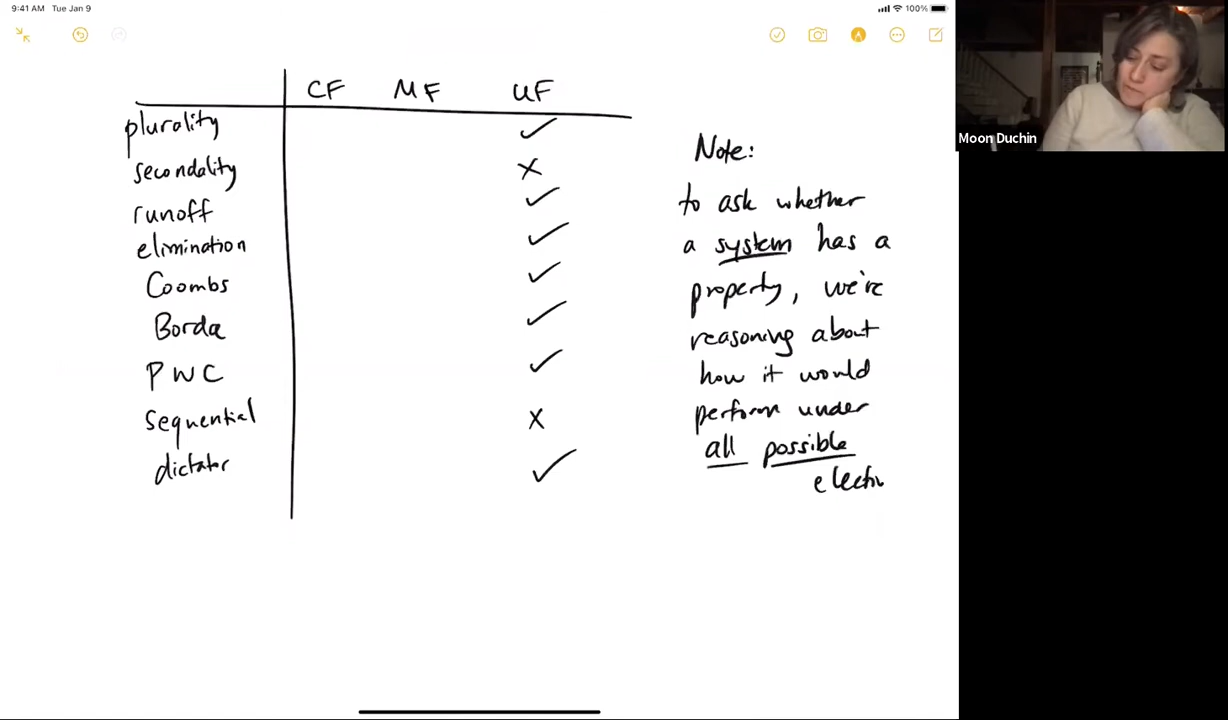 9:41 AM Tue Jan 9
100%
CF MF UF
plurality ✓
secondality ×
runoff ✓
elimination ✓
Coombs ✓
Borda ✓
PWC ✓
sequential ×
dictator ✓
Note:
to ask whether
a system has a
property, we're
reasoning about
how it would
perform under
all possible
Moon Duchin